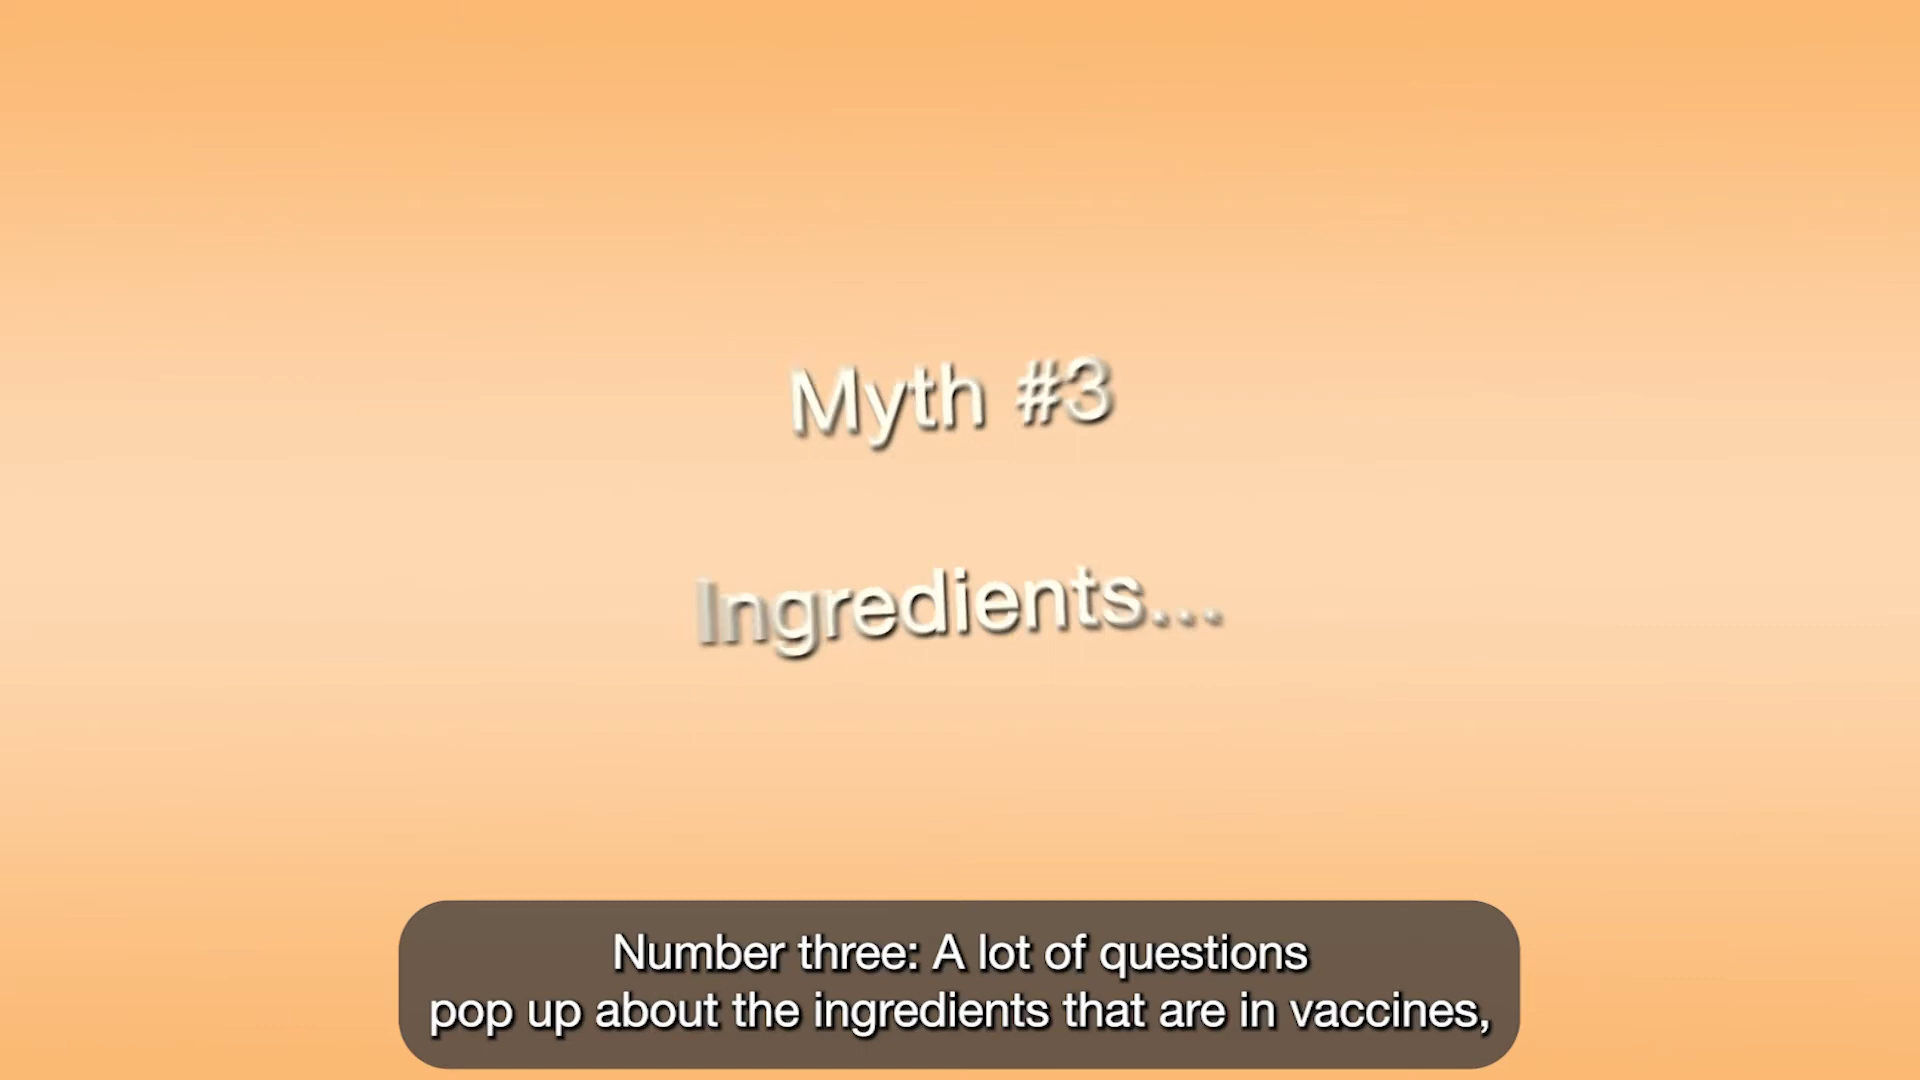 Myth #3
Ingredients...
Number three: A lot of questions
pop up about the ingredients that are in vaccines,